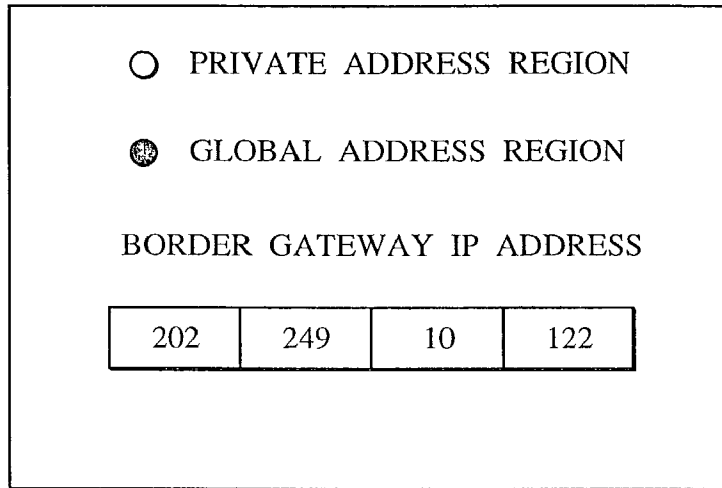 PRIVATE ADDRESS REGION
GLOBAL ADDRESS REGION
BORDER GATEWAY IP ADDRESS
202 249 10 122